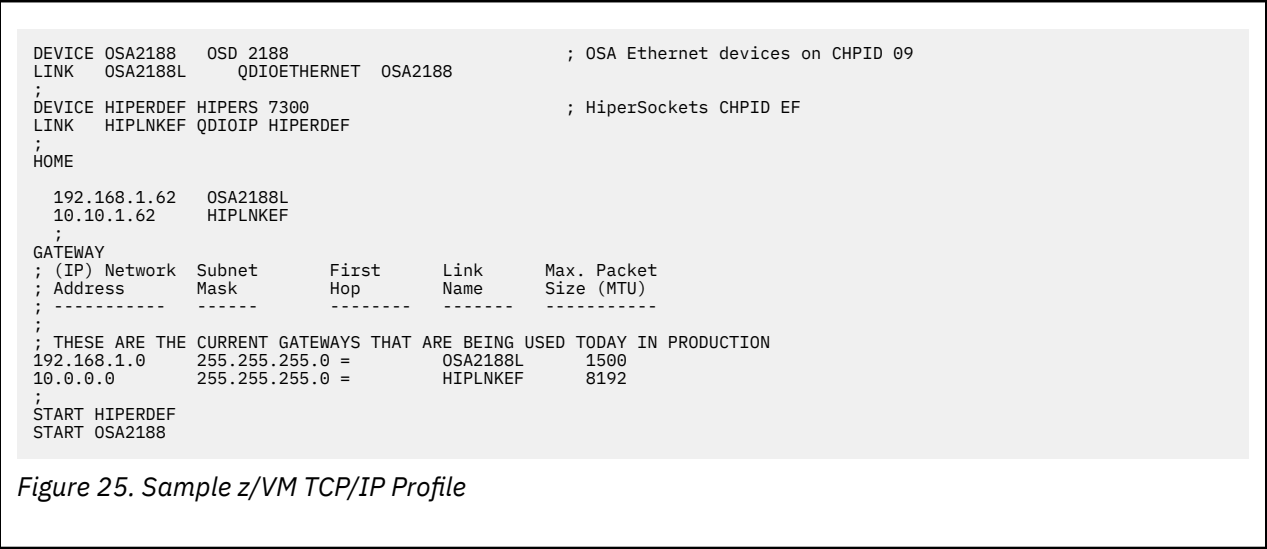 DEVICE OSA2188   OSD 2188                           ; OSA Ethernet devices on CHPID 09
LINK   OSA2188L     QDIOETHERNET  OSA2188
;
DEVICE HIPERDEF HIPERS 7300                         ; HiperSockets CHPID EF
LINK   HIPLNKEF QDIOIP HIPERDEF
;
HOME
  192.168.1.62   OSA2188L
  10.10.1.62     HIPLNKEF
  ;
GATEWAY
; (IP) Network  Subnet       First      Link      Max. Packet
; Address       Mask         Hop        Name      Size (MTU)
; -----------   ------       --------   -------   -----------
;
; THESE ARE THE CURRENT GATEWAYS THAT ARE BEING USED TODAY IN PRODUCTION
192.168.1.0     255.255.255.0 =         OSA2188L      1500
10.0.0.0        255.255.255.0 =         HIPLNKEF      8192
;
START HIPERDEF
START OSA2188
Figure 25. Sample z/VM TCP/IP Profile